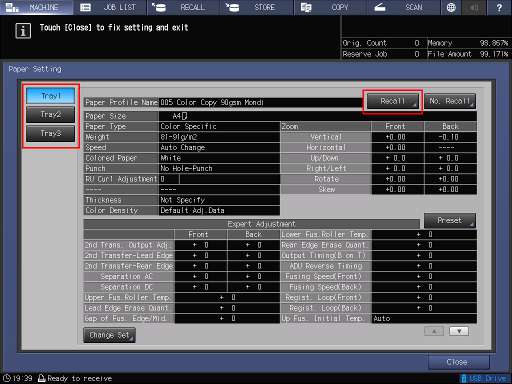 MACHINE JOB LIST RECALL STORE COPY SCAN
Touch [Close] to fix setting and exit
Orig. Count 0 Memory 98.867%
Reserve Job 0 File Amount 99.171%
Paper Setting
Tray1
Tray2
Tray3
Paper Profile Name 005 Color Copy 90gsm Mondi
Recall
No. Recall
Paper Size A4
Paper Type Color Specific
Weight 81-91g/m2
Speed Auto Change
Colored Paper White
Punch No Hole-Punch
RU Curl Adjustment 0
---- ----
Thickness Not Specify
Color Density Default Adj.Data
Zoom Front Back
Vertical +0.00 -0.10
Horizontal +0.00 ----
Up/Down +0.0 +0.0
Right/Left +0.0 +0.0
Rotate +0.00 +0.00
Skew +0.00 +0.00
Preset
Expert Adjustment
Front Back
2nd Trans. Output Adj. + 0 + 0
2nd Transfer-Lead Edge + 0 + 0
2nd Transfer-Rear Edge + 0 + 0
Separation AC + 0 + 0
Separation DC + 0 + 0
Upper Fus.Roller Temp. + 0
Lead Edge Erase Quant. + 0
Gap of Fus. Edge/Mid. + 0
Lower Fus.Roller Temp. + 0
Rear Edge Erase Quant. + 0
Output Timing(B on T) + 0
ADU Reverse Timing + 0
Fusing Speed(Front) + 0
Fusing Speed(Back) + 0
Regist. Loop(Front) + 0
Regist. Loop(Back) + 0
Up Fus. Initial Temp. Auto
Change Set
Close
19:39 Ready to receive
USB Drive